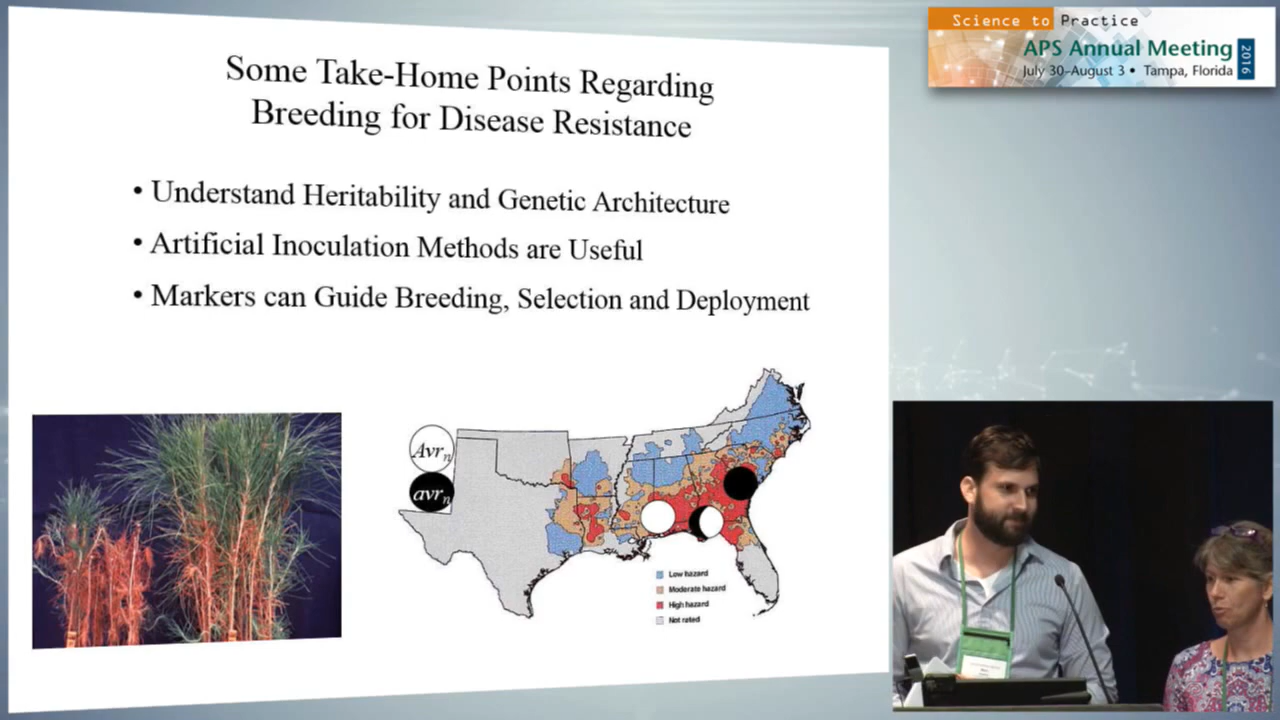 Science to Practice
APS Annual Meeting
2016
July 30–August 3 • Tampa, Florida
Some Take-Home Points Regarding
Breeding for Disease Resistance
• Understand Heritability and Genetic Architecture
• Artificial Inoculation Methods are Useful
• Markers can Guide Breeding, Selection and Deployment
Avrn
avrn
Low hazard
Moderate hazard
High hazard
Not rated